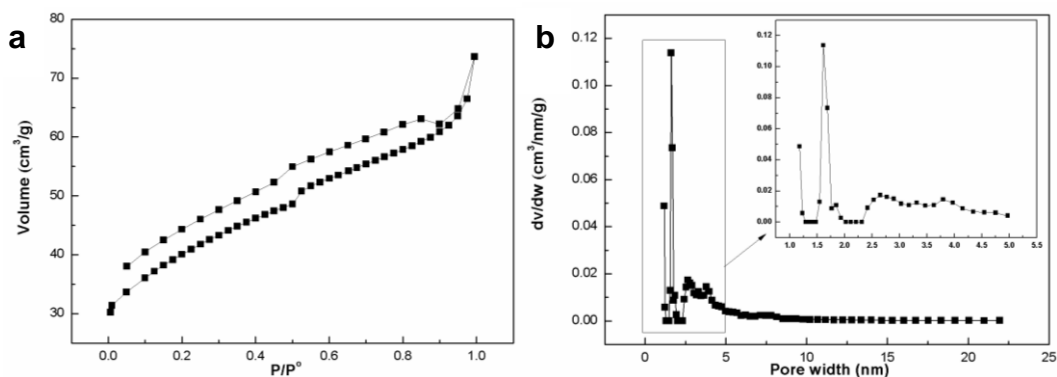 a
80
70
60
50
40
30
Volume (cm³/g)
0.0 0.2 0.4 0.6 0.8 1.0
P/P°
b
0.12
0.10
0.08
0.06
0.04
0.02
0.00
dv/dw (cm³/nm/g)
0 5 10 15 20 25
Pore width (nm)
0.12
0.10
0.08
0.06
0.04
0.02
0.00
1.0 1.5 2.0 2.5 3.0 3.5 4.0 4.5 5.0 5.5